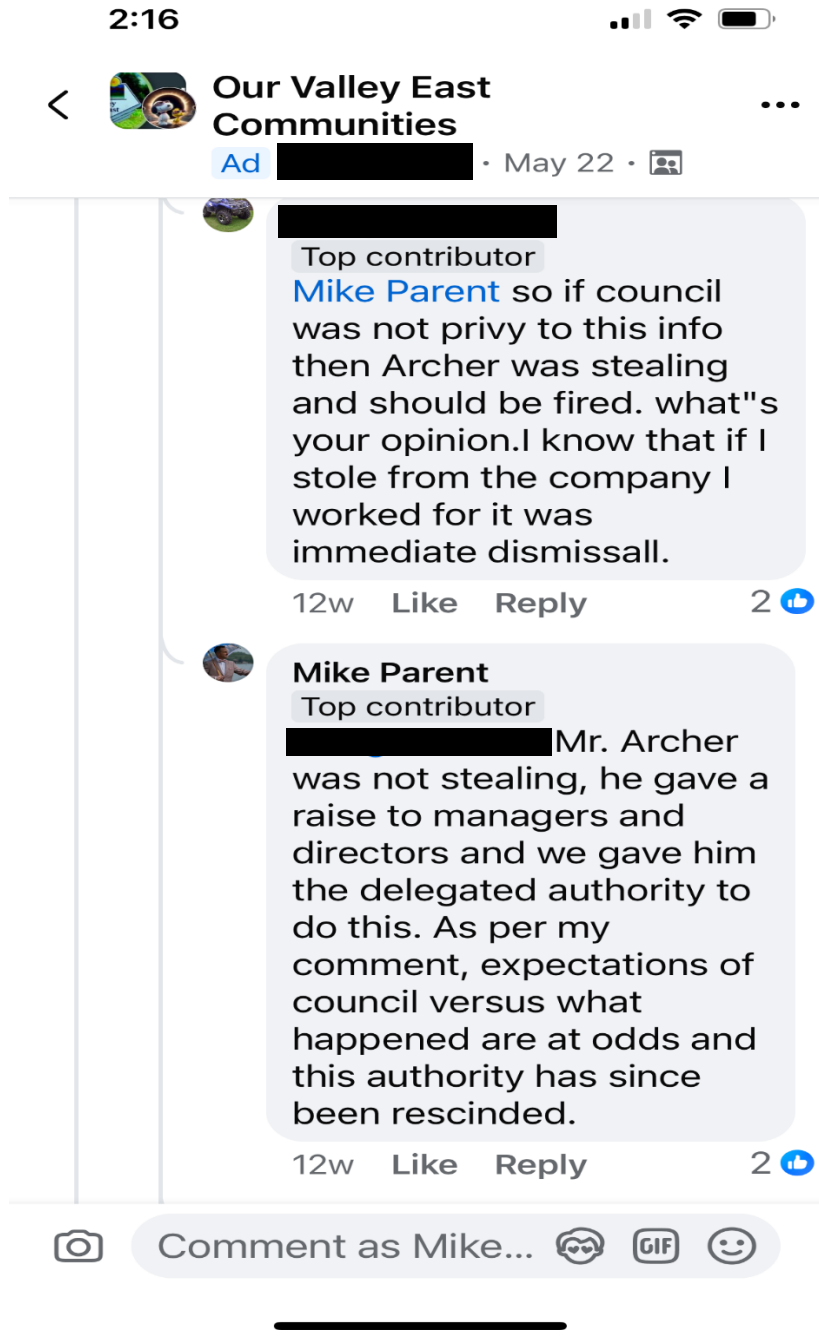 2:16
Our Valley East
Communities
Ad · May 22 ·
Top contributor
Mike Parent so if council
was not privy to this info
then Archer was stealing
and should be fired. what"s
your opinion.I know that if I
stole from the company I
worked for it was
immediate dismissall.
12w Like Reply 2
Mike Parent
Top contributor
Mr. Archer
was not stealing, he gave a
raise to managers and
directors and we gave him
the delegated authority to
do this. As per my
comment, expectations of
council versus what
happened are at odds and
this authority has since
been rescinded.
12w Like Reply 2
Comment as Mike... GIF